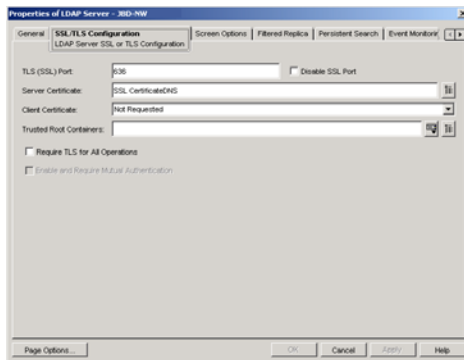 Properties of LDAP Server - JBD-NW
General
SSL/TLS Configuration
LDAP Server SSL or TLS Configuration
Screen Options
Filtered Replica
Persistent Search
Event Monitorin
TLS (SSL) Port:
636
Disable SSL Port
Server Certificate:
SSL CertificateDNS
Client Certificate:
Not Requested
Trusted Root Containers:
Require TLS for All Operations
Enable and Require Mutual Authentication
Page Options...
OK
Cancel
Apply
Help